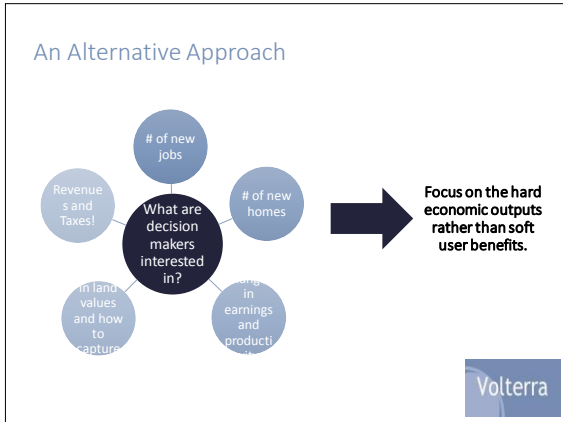 An Alternative Approach
# of new
jobs
# of new
homes
in
earnings
and
producti
in land
values
and how
to
capture
Revenue
s and
Taxes!
What are
decision
makers
interested
in?
Focus on the hard
economic outputs
rather than soft
user benefits.
Volterra